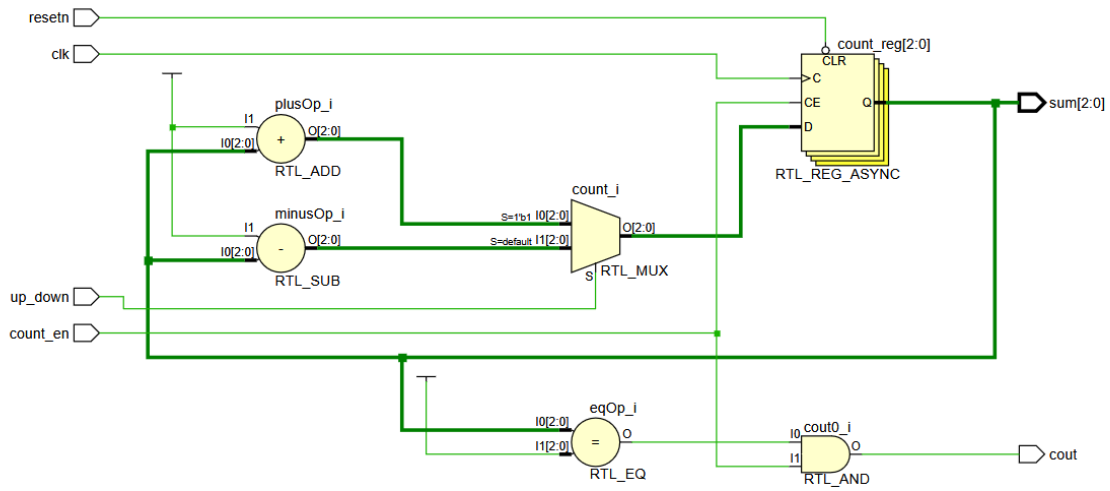 resetn
clk
count_reg[2:0]
CLR
C
CE
Q
D
RTL_REG_ASYNC
sum[2:0]
plusOp_i
I1
I0[2:0]
+
O[2:0]
RTL_ADD
minusOp_i
I1
I0[2:0]
-
O[2:0]
RTL_SUB
count_i
S=1'b1
I0[2:0]
S=default
I1[2:0]
O[2:0]
S
RTL_MUX
up_down
count_en
eqOp_i
I0[2:0]
I1[2:0]
=
O
RTL_EQ
cout0_i
I0
I1
O
RTL_AND
cout